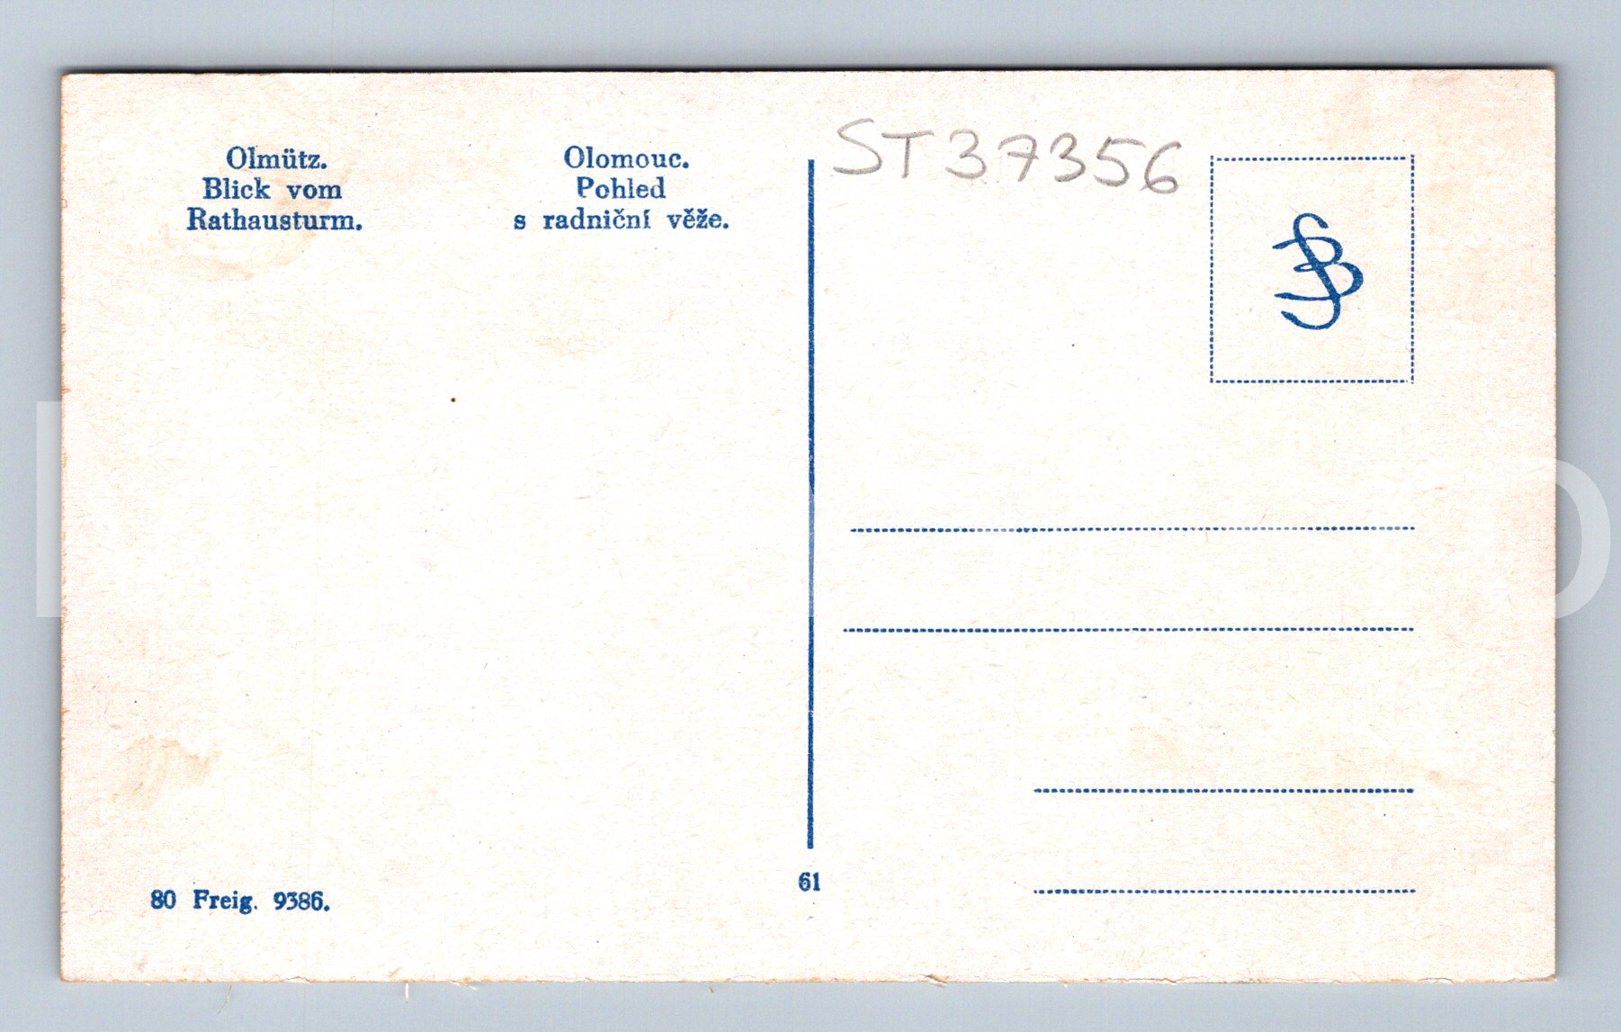 Olmütz.
Blick vom
Rathausturm.
Olomouc.
Pohled
s radniční věže.
ST37356
80 Freig. 9386.
61